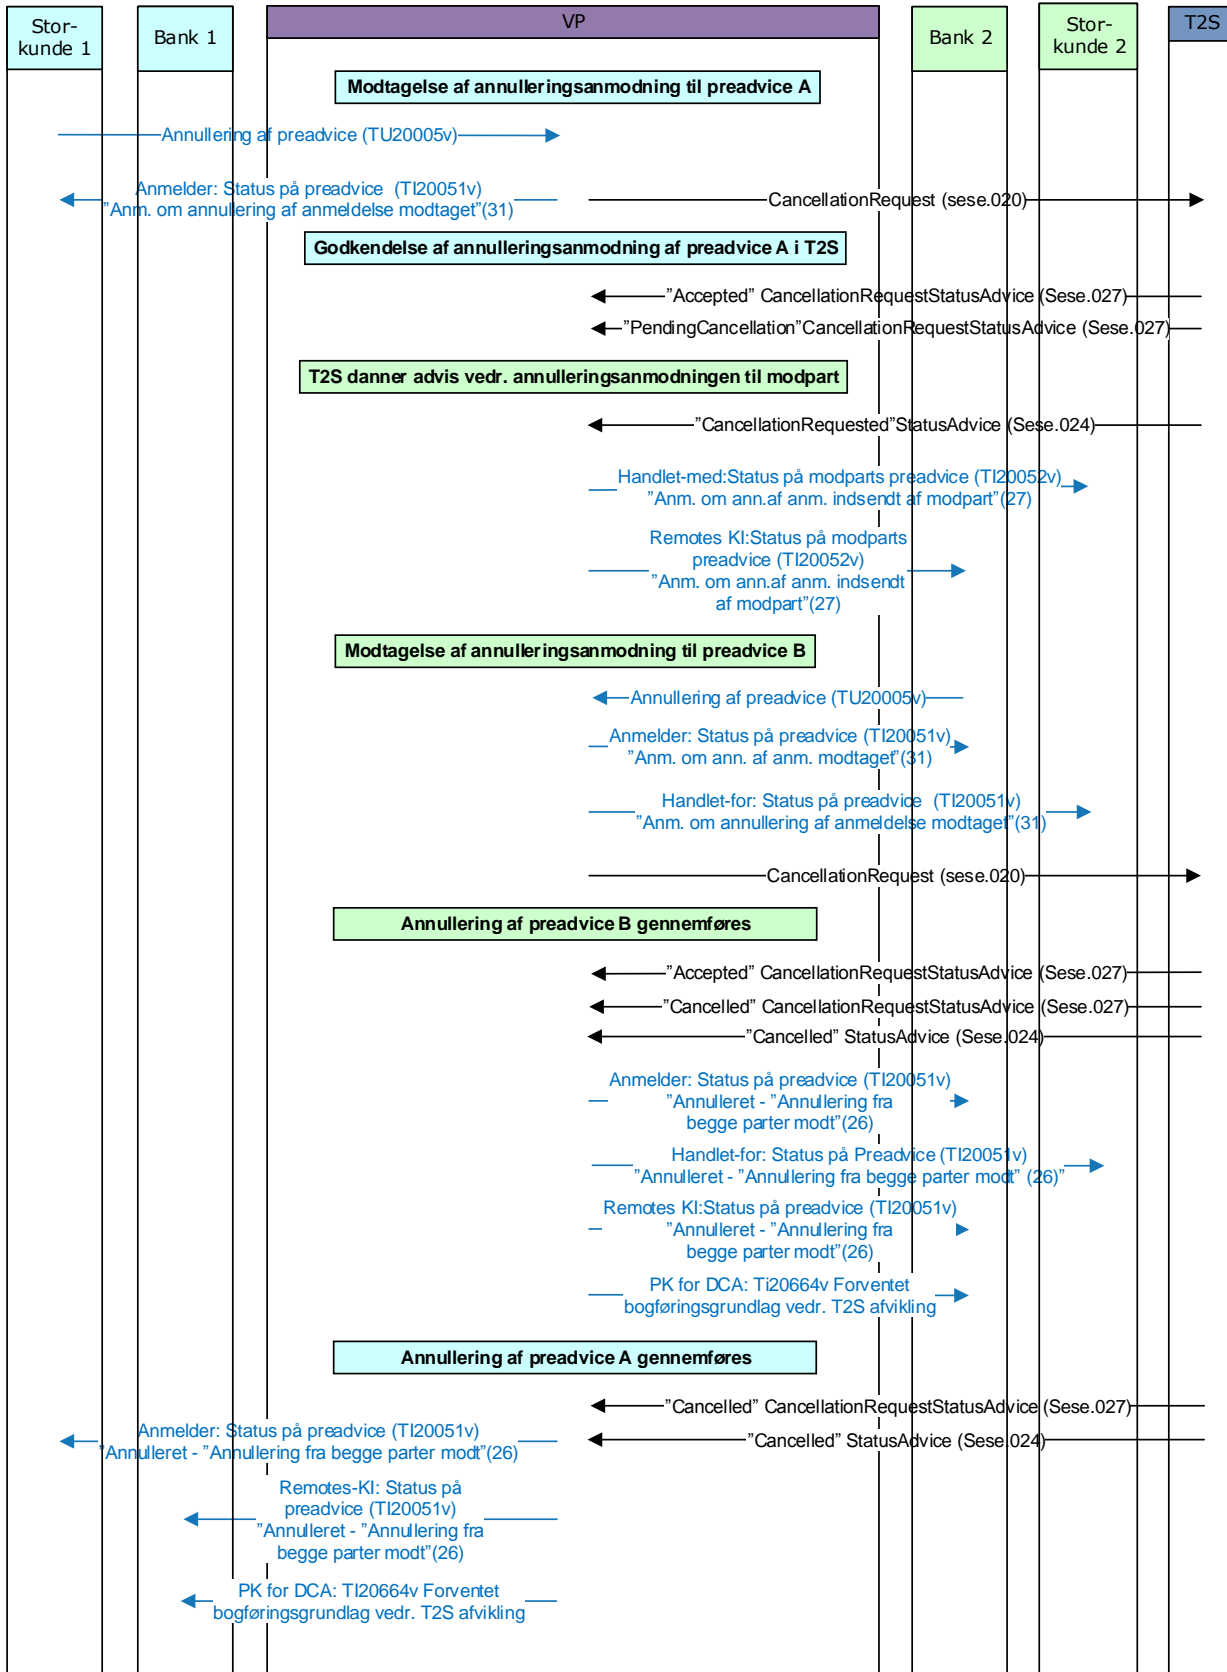 Stor-
kunde 1
Bank 1
VP
Bank 2
Stor-
kunde 2
T2S
Modtagelse af annulleringsanmodning til preadvice A
Annullering af preadvice (TU20005v)
Anmelder: Status på preadvice (TI20051v)
"Anm. om annullering af anmeldelse modtaget"(31)
CancellationRequest (sese.020)
Godkendelse af annulleringsanmodning af preadvice A i T2S
"Accepted" CancellationRequestStatusAdvice (Sese.027)
"PendingCancellation"CancellationRequestStatusAdvice (Sese.027)
T2S danner advis vedr. annulleringsanmodningen til modpart
"CancellationRequested"StatusAdvice (Sese.024)
Handlet-med:Status på modparts preadvice (TI20052v)
"Anm. om ann.af anm. indsendt af modpart"(27)
Remotes KI:Status på modparts
preadvice (TI20052v)
"Anm. om ann.af anm. indsendt
af modpart"(27)
Modtagelse af annulleringsanmodning til preadvice B
Annullering af preadvice (TU20005v)
Anmelder: Status på preadvice (TI20051v)
"Anm. om ann. af anm. modtaget"(31)
Handlet-for: Status på preadvice (TI20051v)
"Anm. om annullering af anmeldelse modtaget"(31)
CancellationRequest (sese.020)
Annullering af preadvice B gennemføres
"Accepted" CancellationRequestStatusAdvice (Sese.027)
"Cancelled" CancellationRequestStatusAdvice (Sese.027)
"Cancelled" StatusAdvice (Sese.024)
Anmelder: Status på preadvice (TI20051v)
"Annulleret - "Annullering fra
begge parter modt"(26)
Handlet-for: Status på Preadvice (TI20051v)
"Annulleret - "Annullering fra begge parter modt" (26)"
Remotes KI:Status på preadvice (TI20051v)
"Annulleret - "Annullering fra
begge parter modt"(26)
PK for DCA: Ti20664v Forventet
bogføringsgrundlag vedr. T2S afvikling
Annullering af preadvice A gennemføres
"Cancelled" CancellationRequestStatusAdvice (Sese.027)
Anmelder: Status på preadvice (TI20051v)
"Annulleret - "Annullering fra begge parter modt"(26)
"Cancelled" StatusAdvice (Sese.024)
Remotes-KI: Status på
preadvice (TI20051v)
"Annulleret - "Annullering fra
begge parter modt"(26)
PK for DCA: TI20664v Forventet
bogføringsgrundlag vedr. T2S afvikling